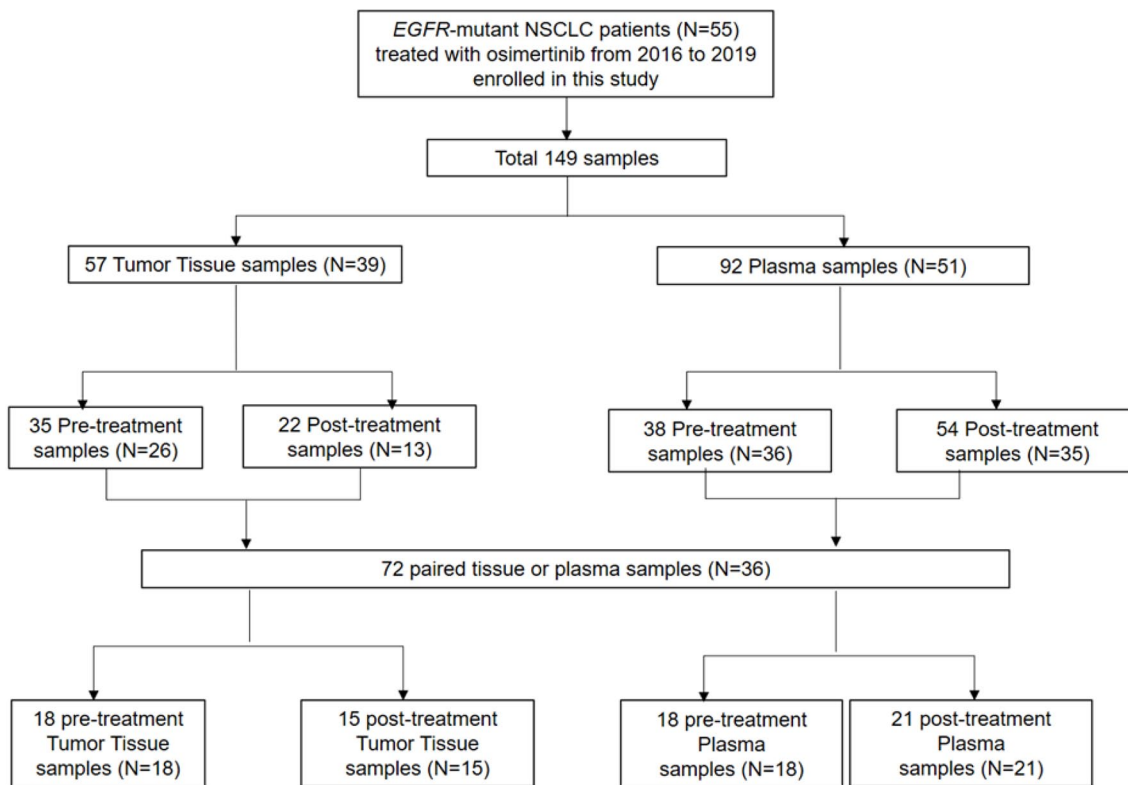 EGFR-mutant NSCLC patients (N=55)
treated with osimertinib from 2016 to 2019
enrolled in this study
Total 149 samples
57 Tumor Tissue samples (N=39)
92 Plasma samples (N=51)
35 Pre-treatment
samples (N=26)
22 Post-treatment
samples (N=13)
38 Pre-treatment
samples (N=36)
54 Post-treatment
samples (N=35)
72 paired tissue or plasma samples (N=36)
18 pre-treatment
Tumor Tissue
samples (N=18)
15 post-treatment
Tumor Tissue
samples (N=15)
18 pre-treatment
Plasma
samples (N=18)
21 post-treatment
Plasma
samples (N=21)